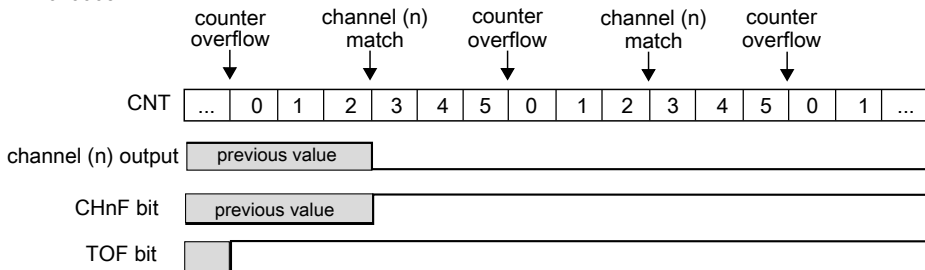 counter overflow
channel (n) match
counter overflow
channel (n) match
counter overflow
CNT ... 0 1 2 3 4 5 0 1 2 3 4 5 0 1 ...
channel (n) output previous value
CHnF bit previous value
TOF bit